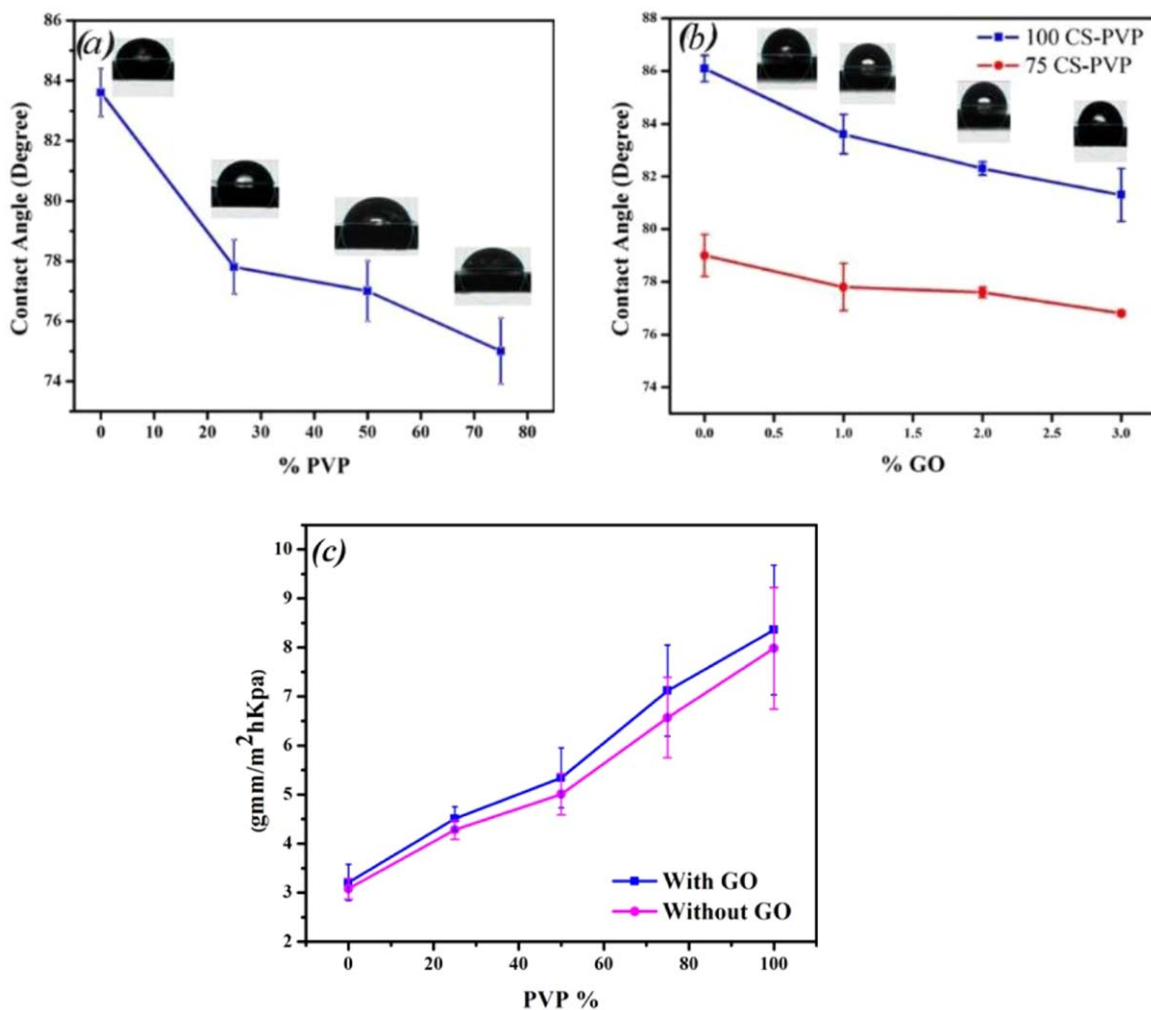 (a)
86
84
82
80
78
76
74
Contact Angle (Degree)
0 10 20 30 40 50 60 70 80
% PVP
(b)
100 CS-PVP
75 CS-PVP
88
86
84
82
80
78
76
74
Contact Angle (Degree)
0.0 0.5 1.0 1.5 2.0 2.5 3.0
% GO
(c)
10
9
8
7
6
5
4
3
2
(gmm/m²hKpa)
With GO
Without GO
0 20 40 60 80 100
PVP %